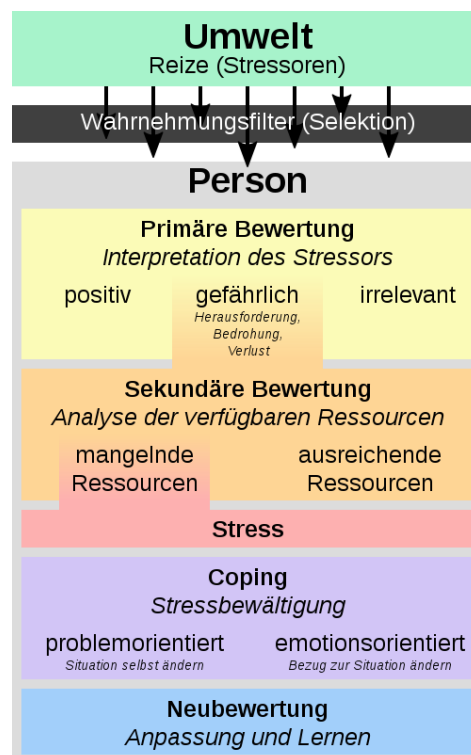 Umwelt
Reize (Stressoren)
Wahrnehmungsfilter (Selektion)
Person
Primäre Bewertung
Interpretation des Stressors
positiv gefährlich irrelevant
Herausforderung,
Bedrohung,
Verlust
Sekundäre Bewertung
Analyse der verfügbaren Ressourcen
mangelnde ausreichende
Ressourcen Ressourcen
Stress
Coping
Stressbewältigung
problemorientiert emotionsorientiert
Situation selbst ändern Bezug zur Situation ändern
Neubewertung
Anpassung und Lernen